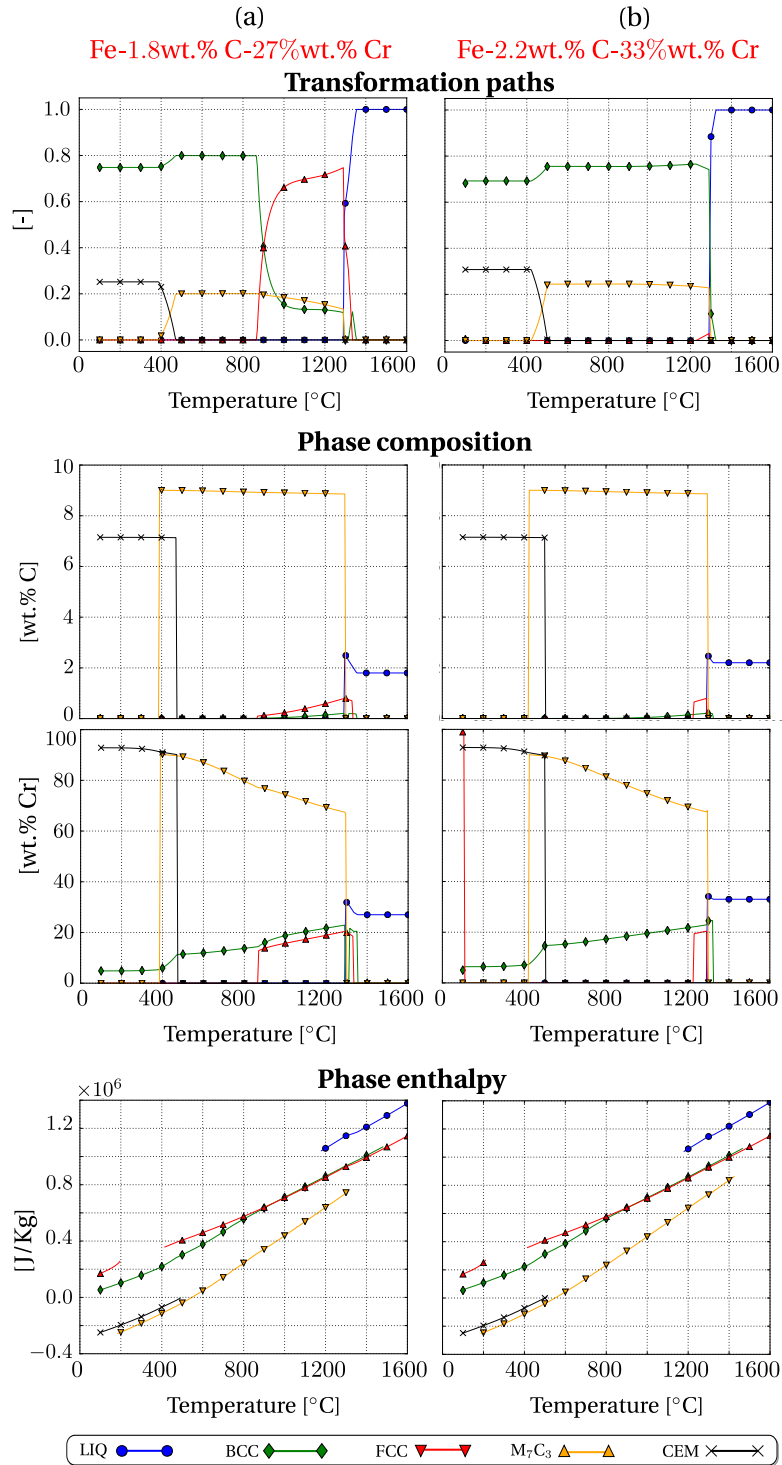 (a) (b)
Fe-1.8wt.% C-27%wt.% Cr Fe-2.2wt.% C-33%wt.% Cr
Transformation paths
1.0
0.8
0.6
[-]
0.4
0.2
0.0
0 400 800 1200 1600 0 400 800 1200 1600
Temperature [°C] Temperature [°C]
Phase composition
10
8
6
[wt.% C]
4
2
0
100
80
[wt.% Cr]
60
40
20
0
0 400 800 1200 1600 0 400 800 1200 1600
Temperature [°C] Temperature [°C]
Phase enthalpy
×10⁶
1.2
0.8
[J/Kg]
0.4
0.0
−0.4
0 400 800 1200 1600 0 400 800 1200 1600
Temperature [°C] Temperature [°C]
LIQ BCC FCC M₇C₃ CEM